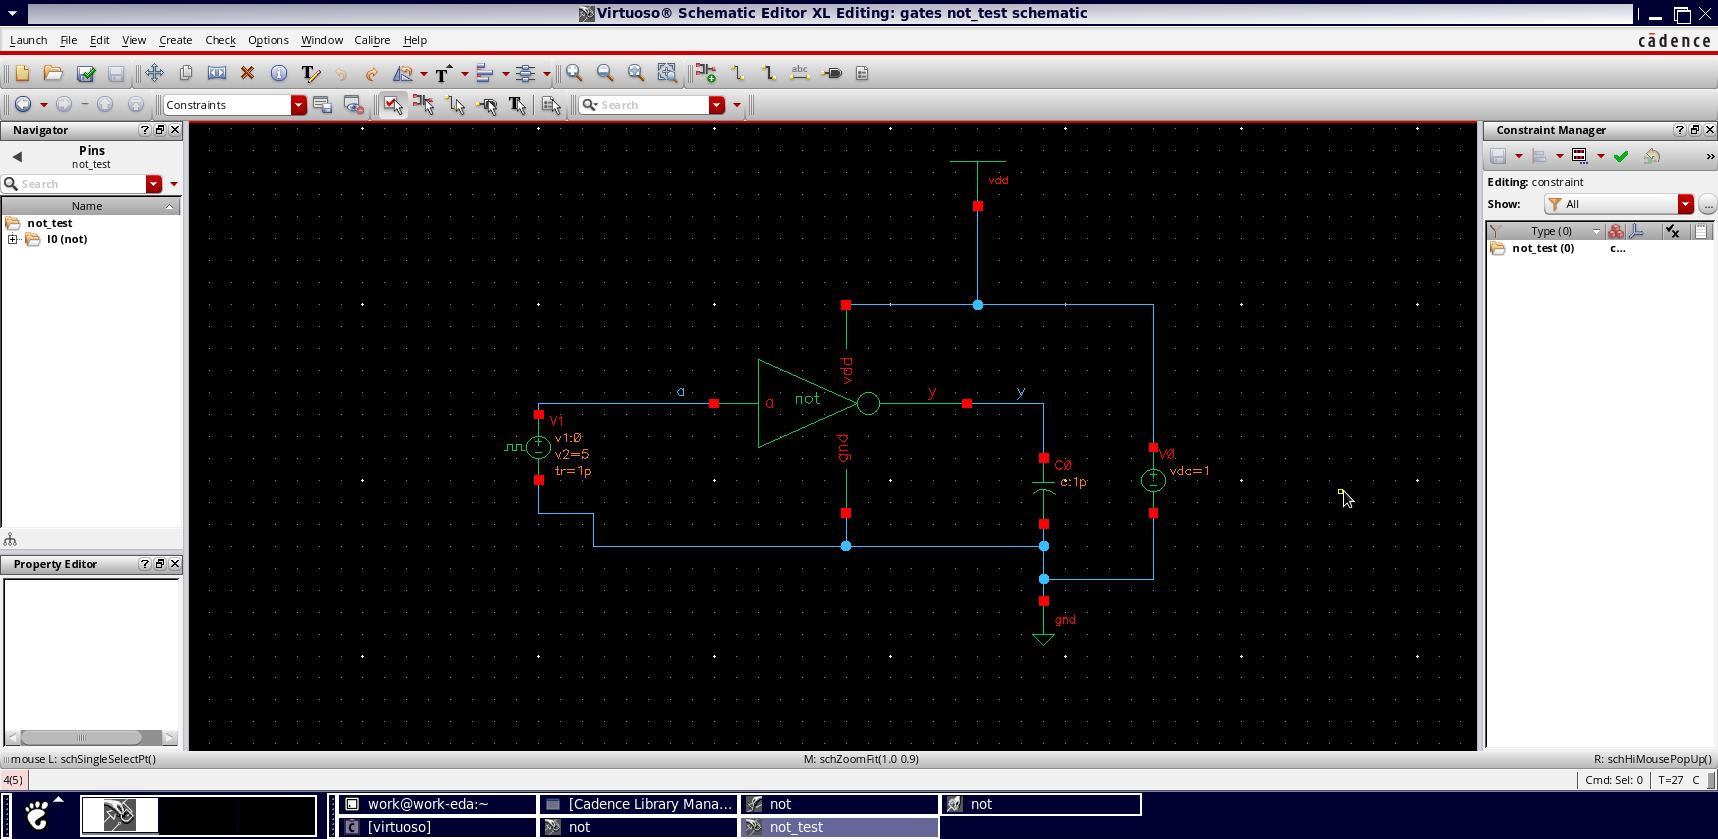 Virtuoso® Schematic Editor XL Editing: gates not_test schematic
Launch File Edit View Create Check Options Window Calibre Help
cādence
T T
abc
Constraints
T
Search
Navigator
Pins
not_test
Search
Name
not_test
I0 (not)
Property Editor
vdd
vdd
a
a
not
y
y
gnd
V1
v1:0
v2=5
tr=1p
C0
c:1p
V0
vdc=1
gnd
Constraint Manager
»
Editing: constraint
Show: All ...
Type (0)
not_test (0) c...
mouse L: schSingleSelectPt() M: schZoomFit(1.0 0.9) R: schHiMousePopUp()
4(5) Cmd: Sel: 0 T=27 C
work@work-eda:~ [Cadence Library Mana... not not
[virtuoso] not not_test